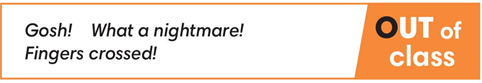 Gosh! What a nightmare!
Fingers crossed!
OUT of
class